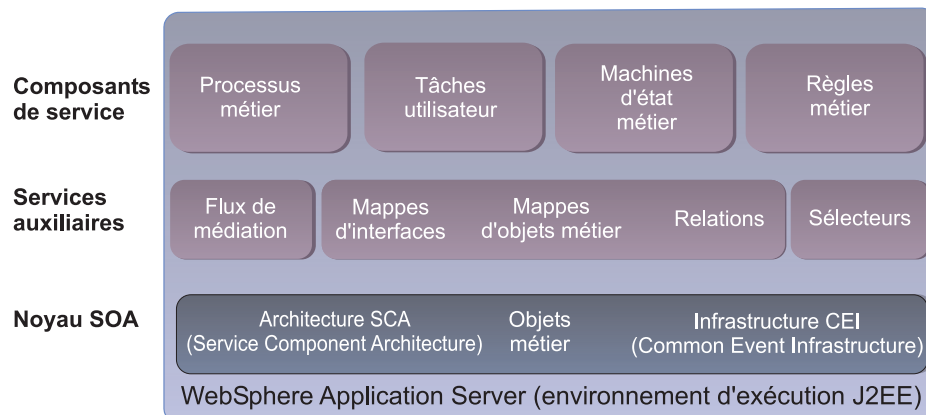 Composants
de service
Processus
métier
Tâches
utilisateur
Machines
d'état
métier
Règles
métier
Services
auxiliaires
Flux de
médiation
Mappes
d'interfaces
Mappes
d'objets métier
Relations
Sélecteurs
Noyau SOA
Architecture SCA
(Service Component Architecture)
Objets
métier
Infrastructure CEI
(Common Event Infrastructure)
WebSphere Application Server (environnement d'exécution J2EE)